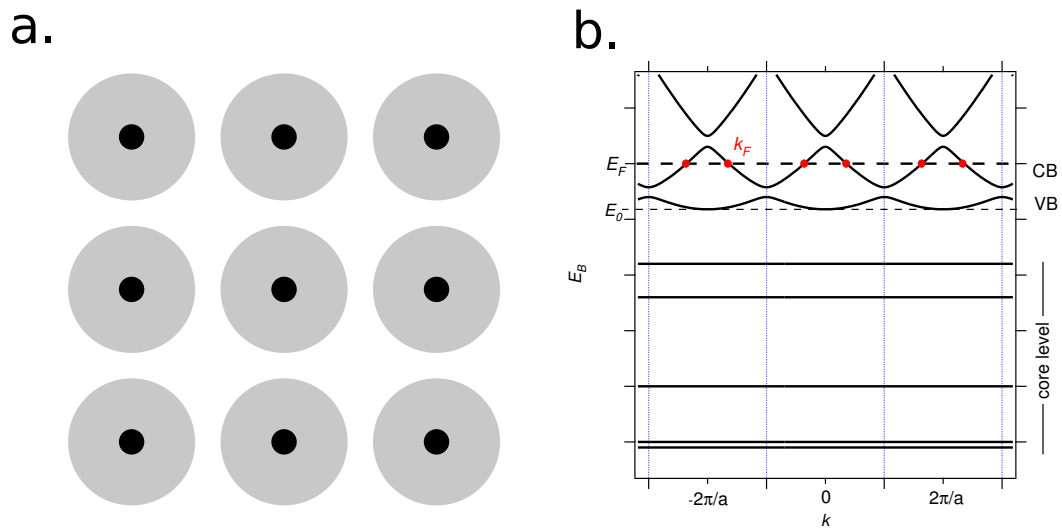 a.
b.
k_F
E_F
CB
VB
E_0
E_B
core level
-2π/a
0
2π/a
k